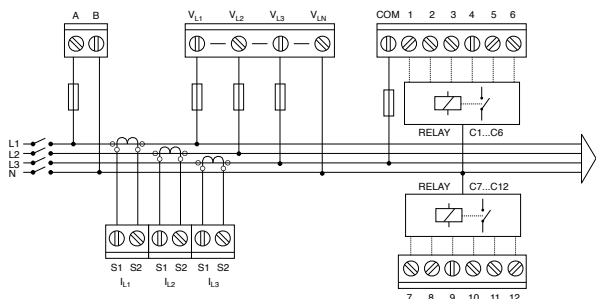 A B
VL1 VL2 VL3 VLN
COM 1 2 3 4 5 6
RELAY C1...C6
L1
L2
L3
N
RELAY C7...C12
S1 S2 S1 S2 S1 S2
IL1 IL2 IL3
7 8 9 10 11 12